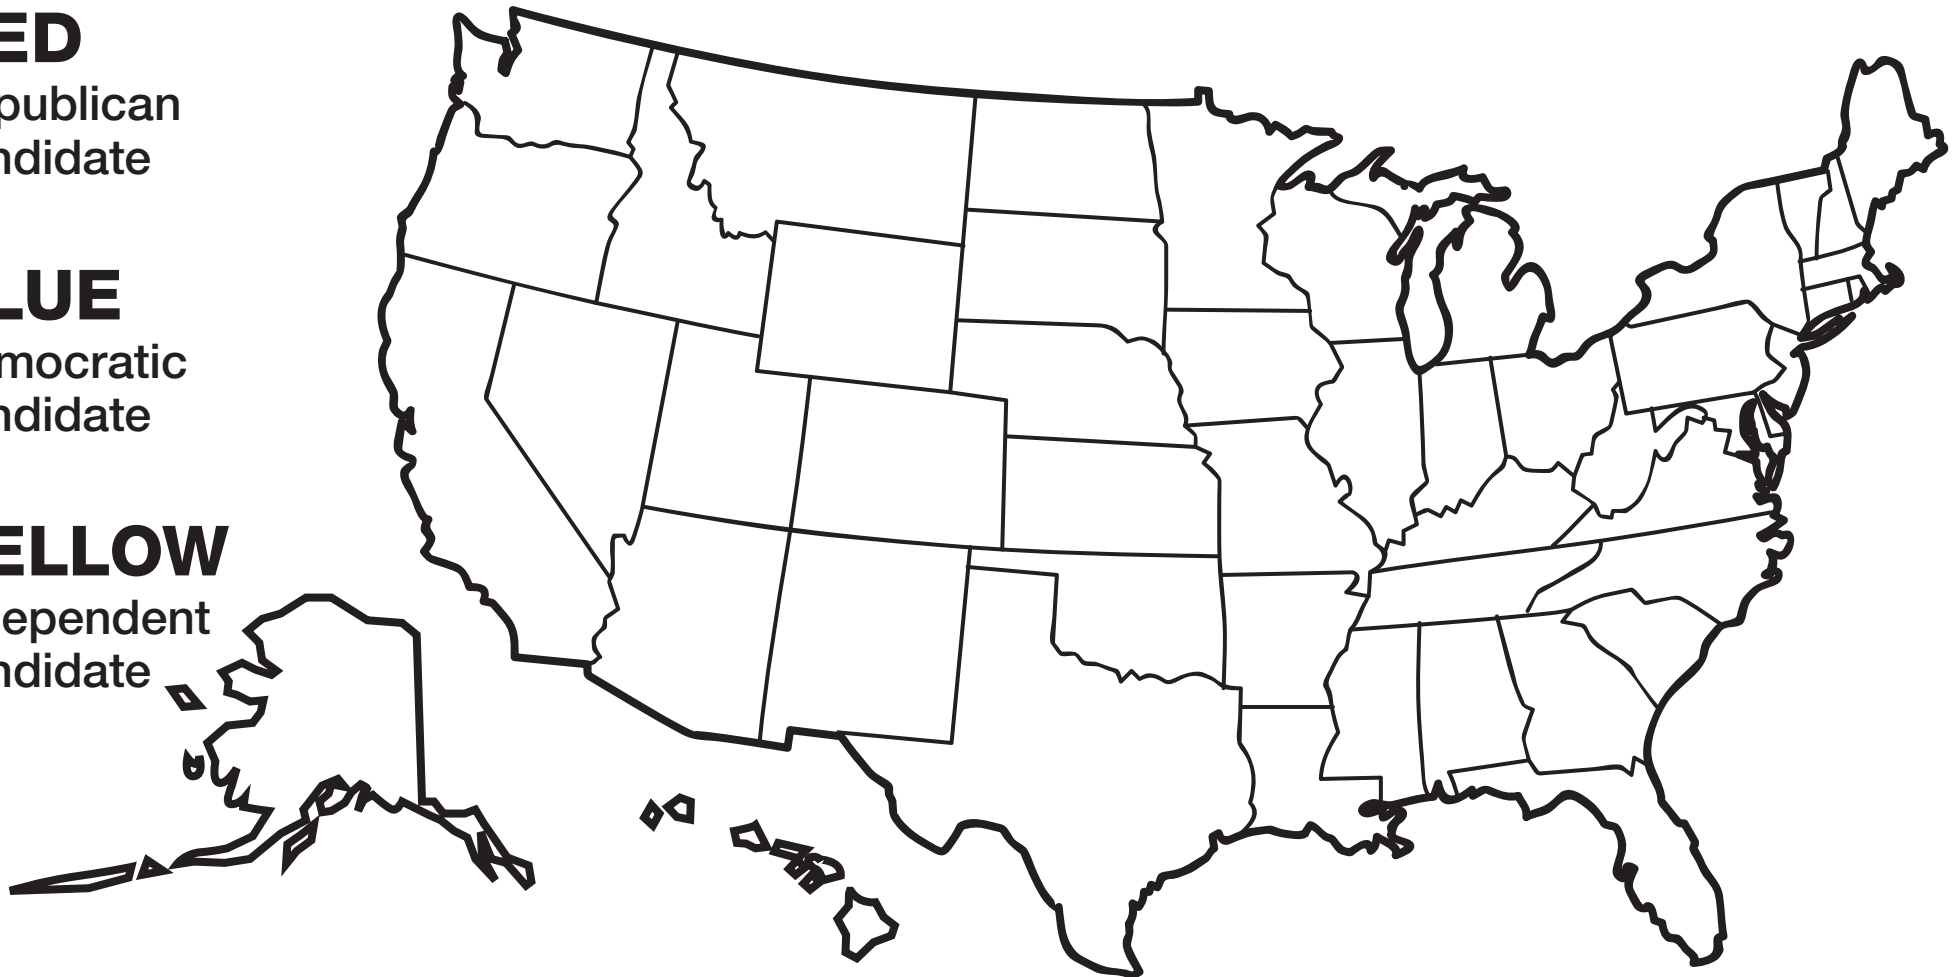 ED
publican
ndidate
LUE
mocratic
ndidate
ELLOW
ependent
ndidate